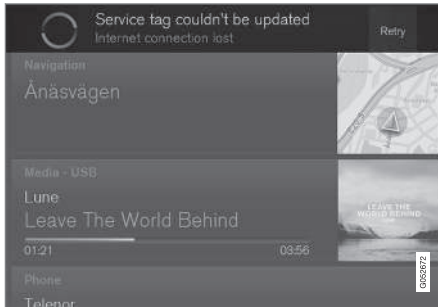 Service tag couldn't be updated
Internet connection lost
Retry
Navigation
Ånäsvägen
Media - USB
Lune
Leave The World Behind
01:21
03:56
LEAVE THE
WORLD BEHIND
Phone
Telenor
G052672